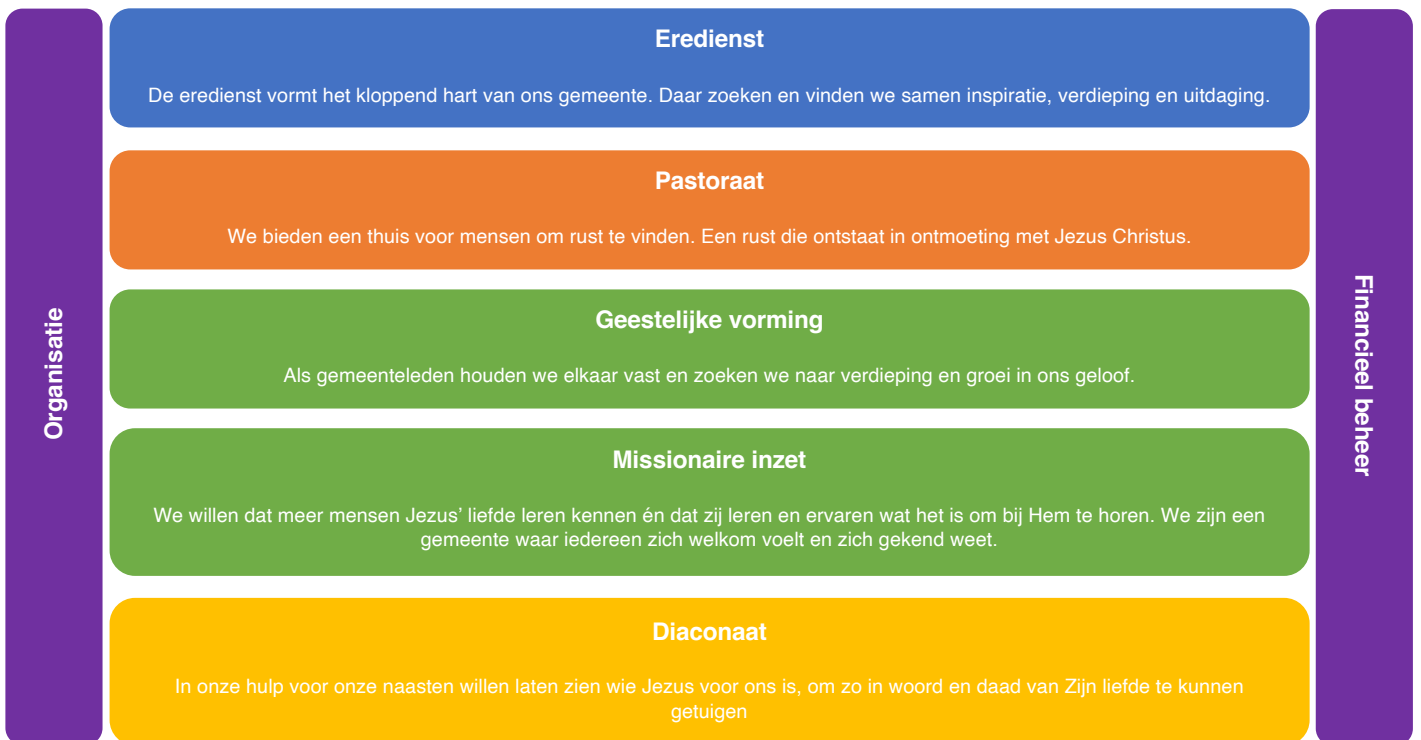 Organisatie
Eredienst
De eredienst vormt het kloppend hart van ons gemeente. Daar zoeken en vinden we samen inspiratie, verdieping en uitdaging.
Pastoraat
We bieden een thuis voor mensen om rust te vinden. Een rust die ontstaat in ontmoeting met Jezus Christus.
Geestelijke vorming
Als gemeenteleden houden we elkaar vast en zoeken we naar verdieping en groei in ons geloof.
Missionaire inzet
We willen dat meer mensen Jezus’ liefde leren kennen én dat zij leren en ervaren wat het is om bij Hem te horen. We zijn een
gemeente waar iedereen zich welkom voelt en zich gekend weet.
Diaconaat
In onze hulp voor onze naasten willen laten zien wie Jezus voor ons is, om zo in woord en daad van Zijn liefde te kunnen
getuigen
Financieel beheer